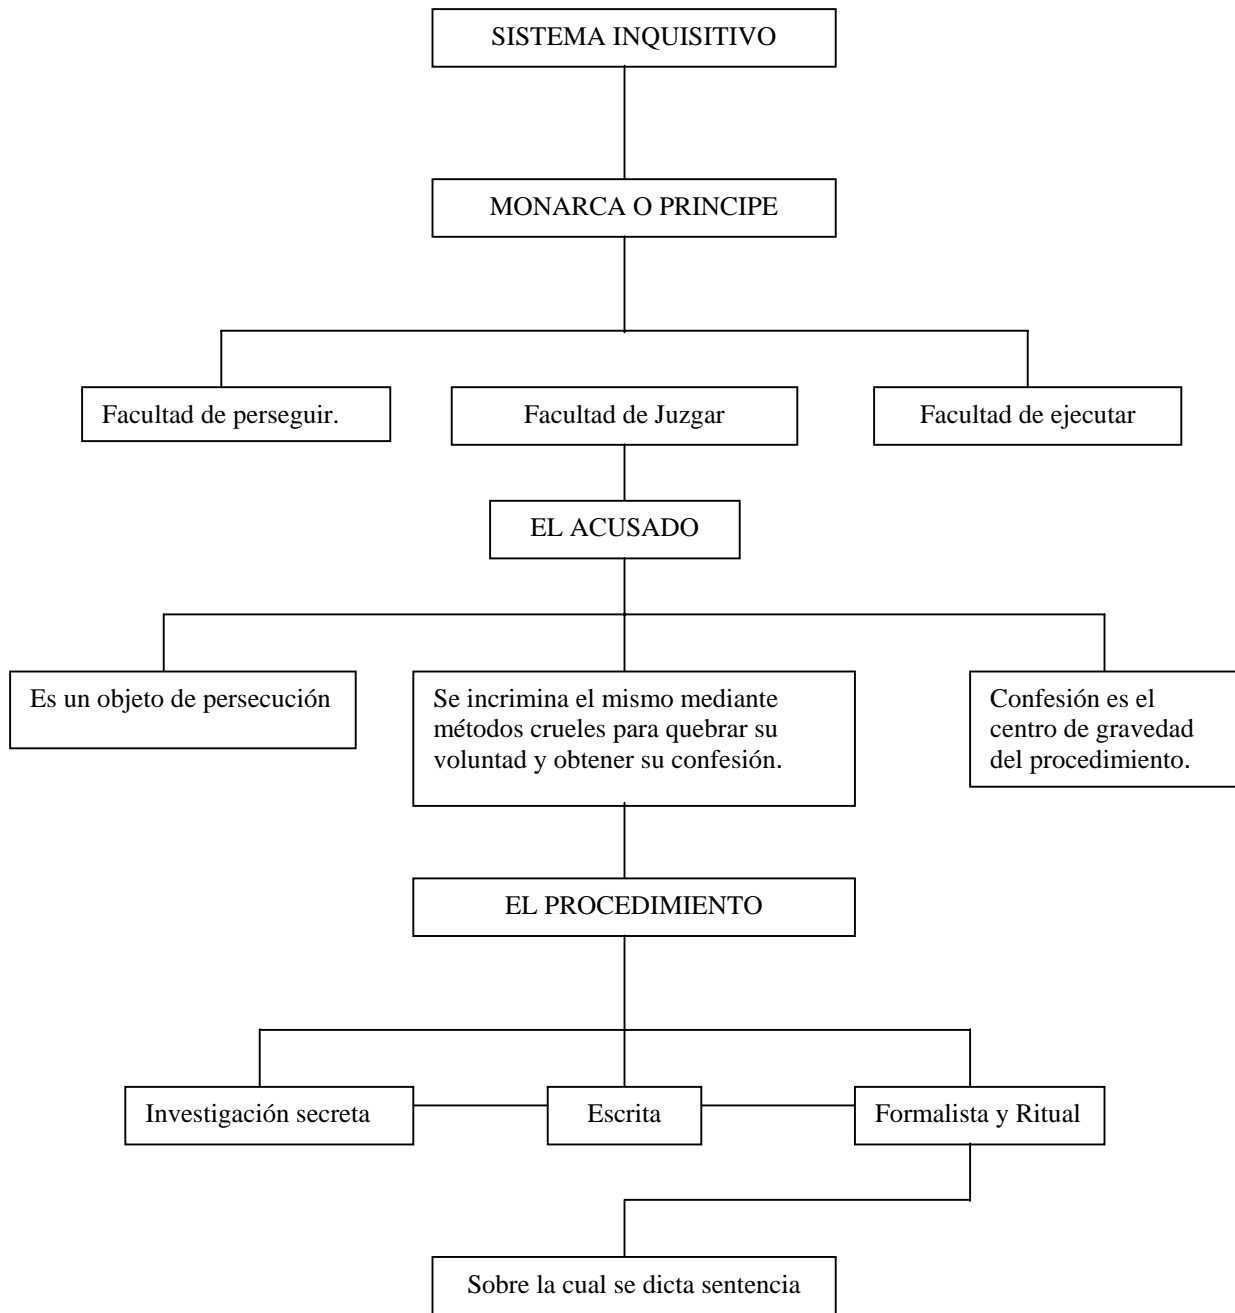 SISTEMA INQUISITIVO
MONARCA O PRINCIPE
Facultad de perseguir.
Facultad de Juzgar
Facultad de ejecutar
EL ACUSADO
Es un objeto de persecución
Se incrimina el mismo mediante
métodos crueles para quebrar su
voluntad y obtener su confesión.
Confesión es el
centro de gravedad
del procedimiento.
EL PROCEDIMIENTO
Investigación secreta
Escrita
Formalista y Ritual
Sobre la cual se dicta sentencia